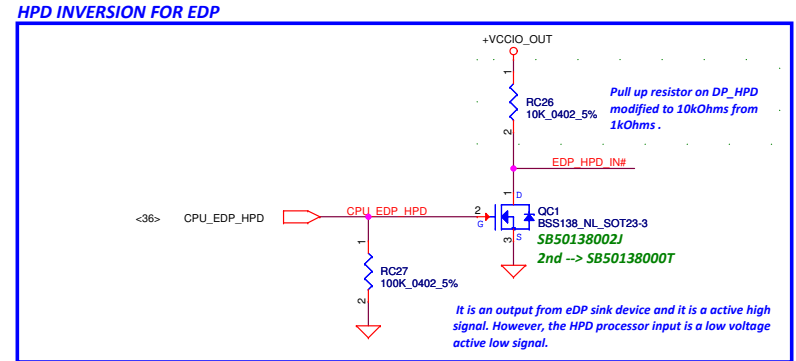 HPD INVERSION FOR EDP
+VCCIO_OUT
1
RC26
10K_0402_5%
2
Pull up resistor on DP_HPD
modified to 10kOhms from
1kOhms .
EDP_HPD_IN#
<36> CPU_EDP_HPD
CPU_EDP_HPD
2
G
1
D
QC1
BSS138_NL_SOT23-3
3
S
SB50138002J
2nd --> SB50138000T
1
RC27
100K_0402_5%
2
It is an output from eDP sink device and it is a active high
signal. However, the HPD processor input is a low voltage
active low signal.